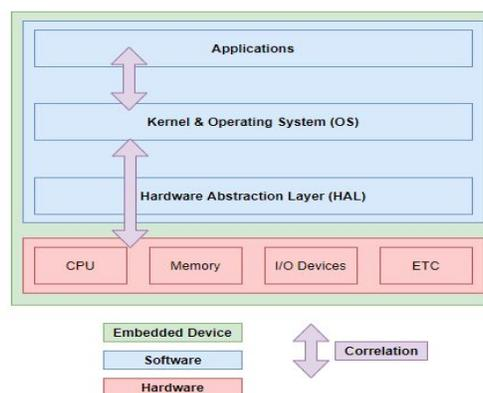 Applications
Kernel & Operating System (OS)
Hardware Abstraction Layer (HAL)
CPU
Memory
I/O Devices
ETC
Embedded Device
Software
Hardware
Correlation